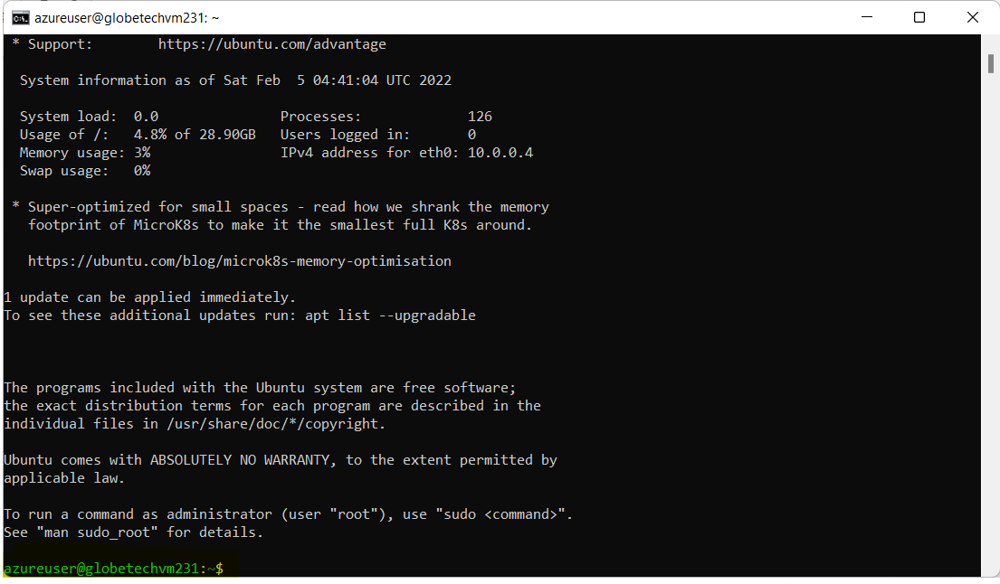 azureuser@globetechvm231: ~
* Support:        https://ubuntu.com/advantage
System information as of Sat Feb  5 04:41:04 UTC 2022
System load:  0.0               Processes:             126
Usage of /:   4.8% of 28.90GB   Users logged in:       0
Memory usage: 3%                IPv4 address for eth0: 10.0.0.4
Swap usage:   0%
* Super-optimized for small spaces - read how we shrank the memory
footprint of MicroK8s to make it the smallest full K8s around.
https://ubuntu.com/blog/microk8s-memory-optimisation
1 update can be applied immediately.
To see these additional updates run: apt list --upgradable
The programs included with the Ubuntu system are free software;
the exact distribution terms for each program are described in the
individual files in /usr/share/doc/*/copyright.
Ubuntu comes with ABSOLUTELY NO WARRANTY, to the extent permitted by
applicable law.
To run a command as administrator (user "root"), use "sudo <command>".
See "man sudo_root" for details.
azureuser@globetechvm231:~$